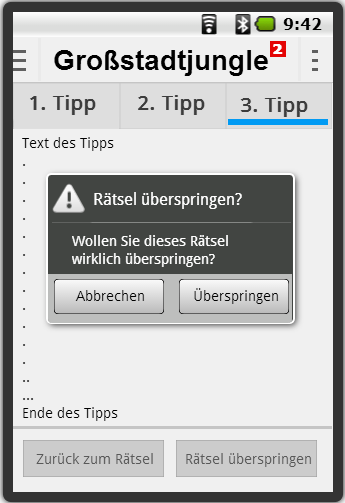 9:42
Großstadtjungle 2
1. Tipp 2. Tipp 3. Tipp
Text des Tipps
.
.
.
Rätsel überspringen?
Wollen Sie dieses Rätsel
wirklich überspringen?
Abbrechen Überspringen
.
.
..
...
Ende des Tipps
Zurück zum Rätsel Rätsel überspringen